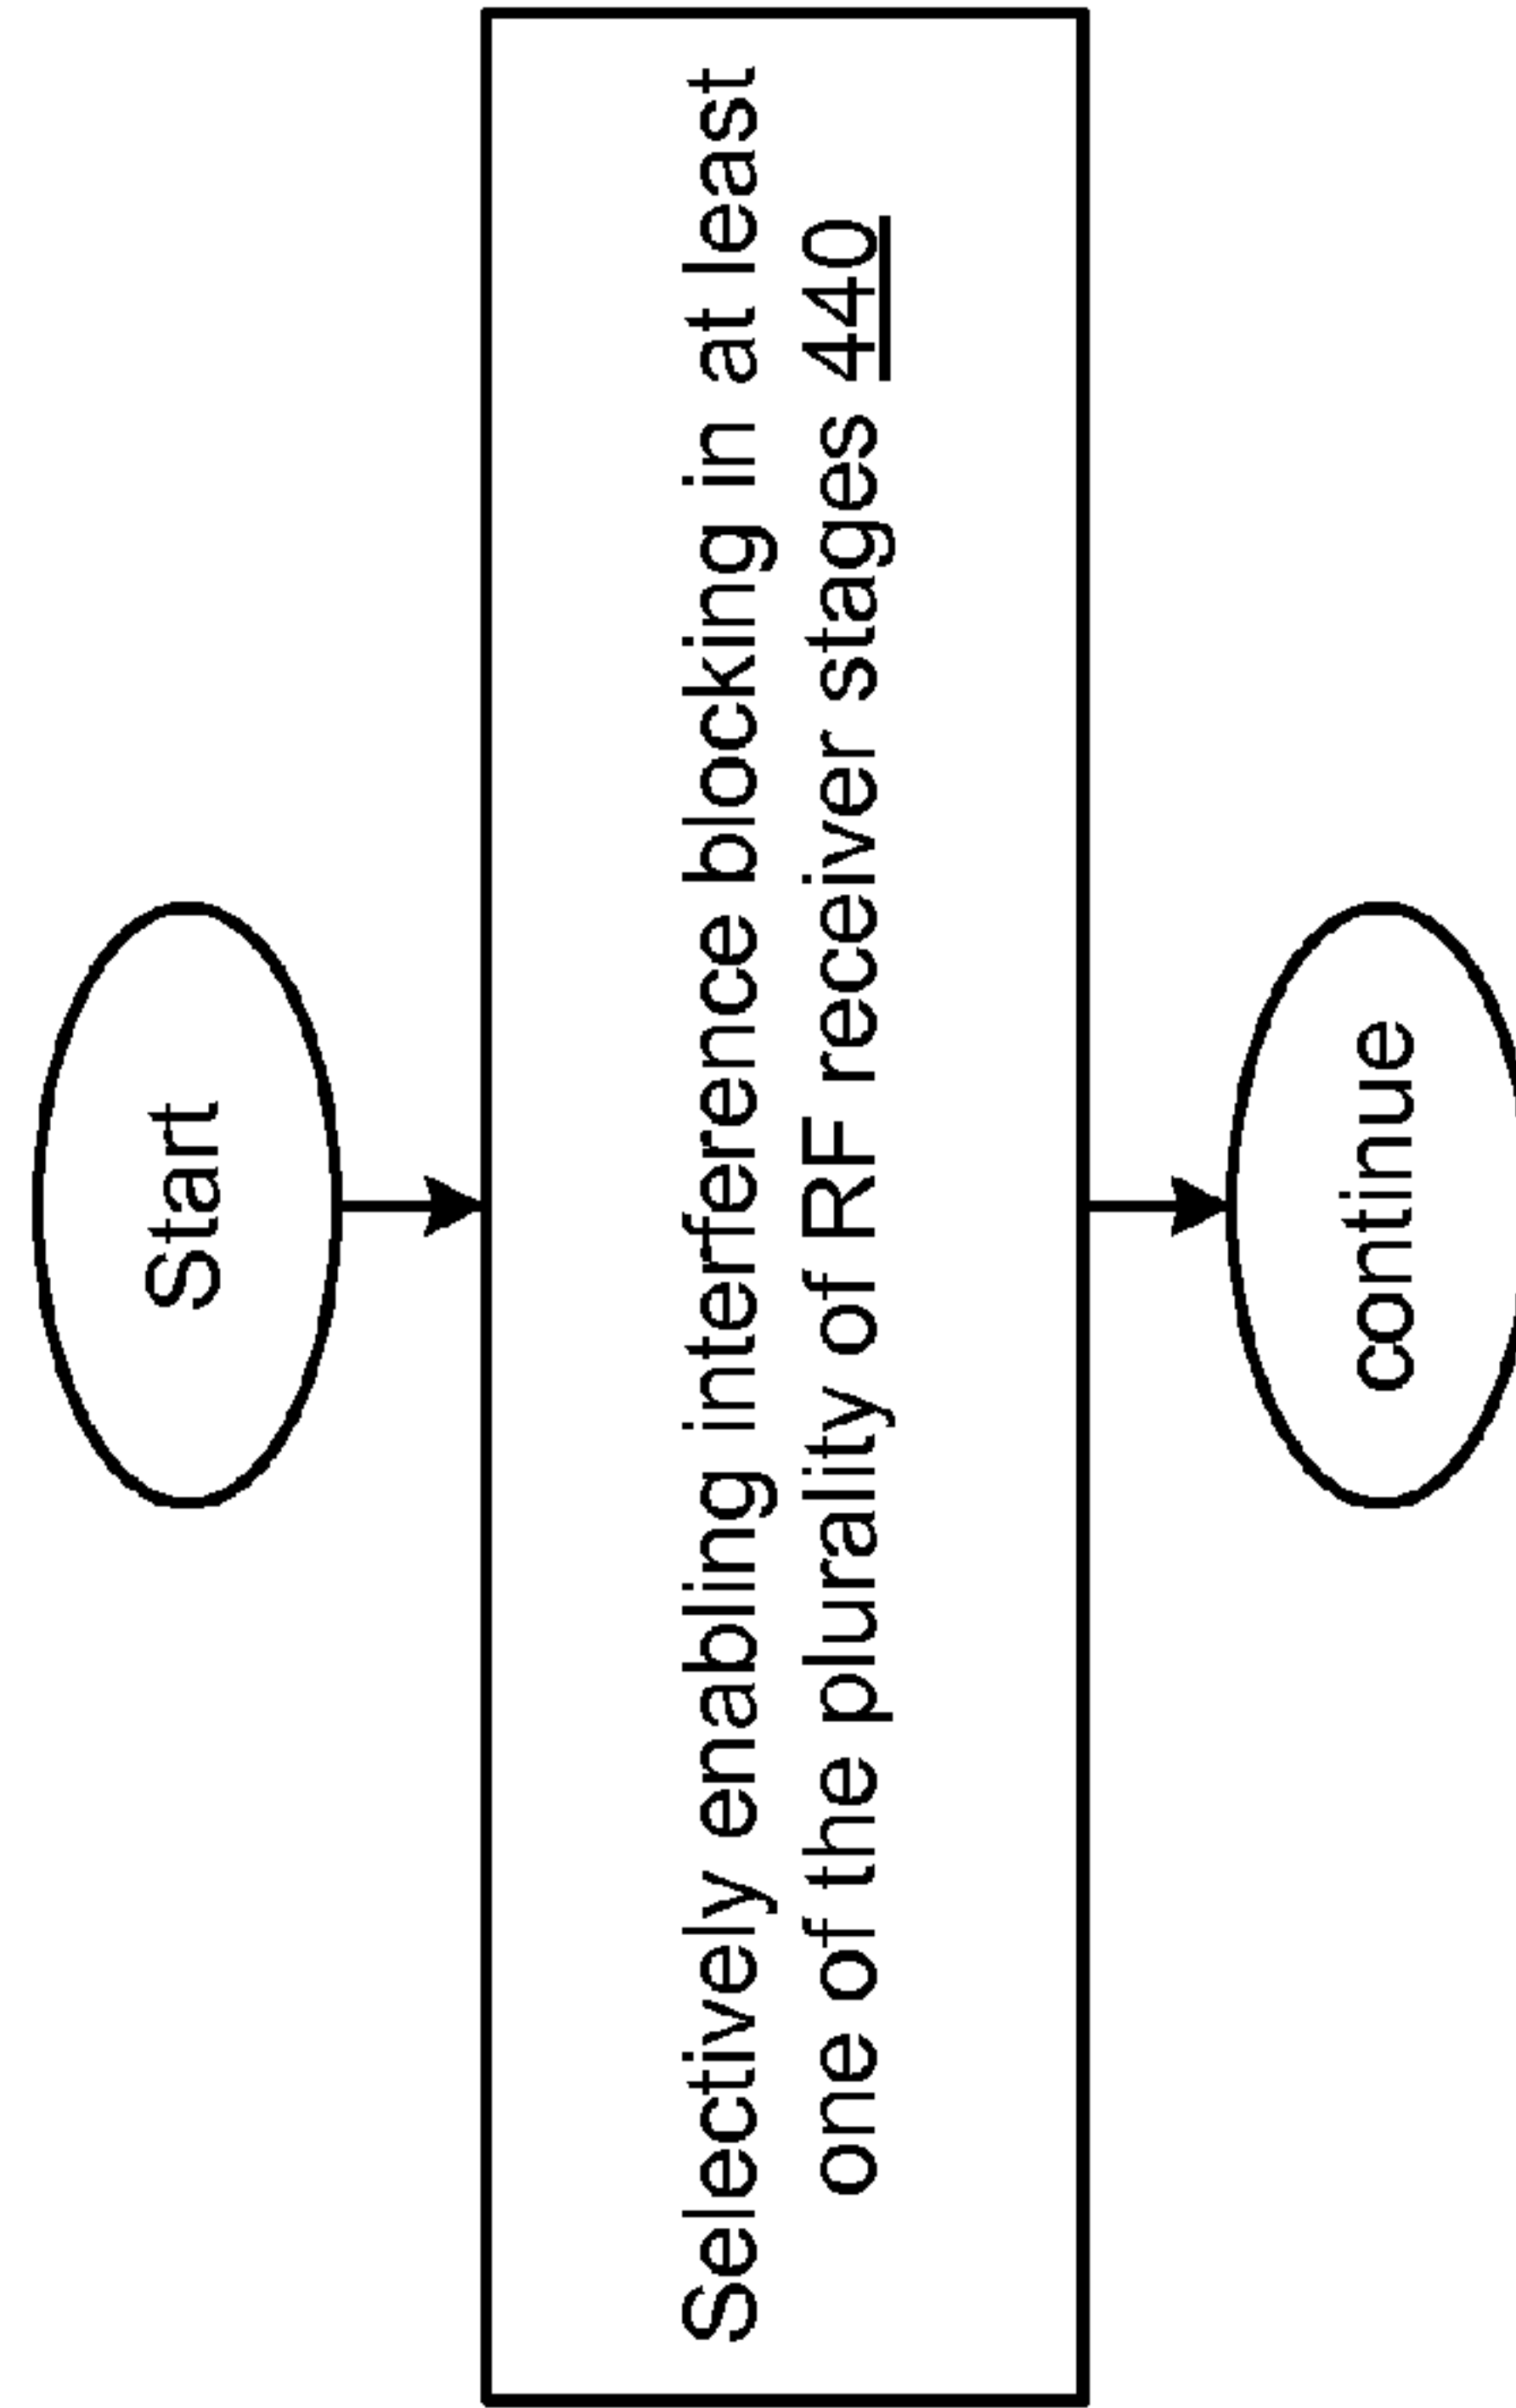 Start
Selectively enabling interference blocking in at least
one of the plurality of RF receiver stages 440
continue